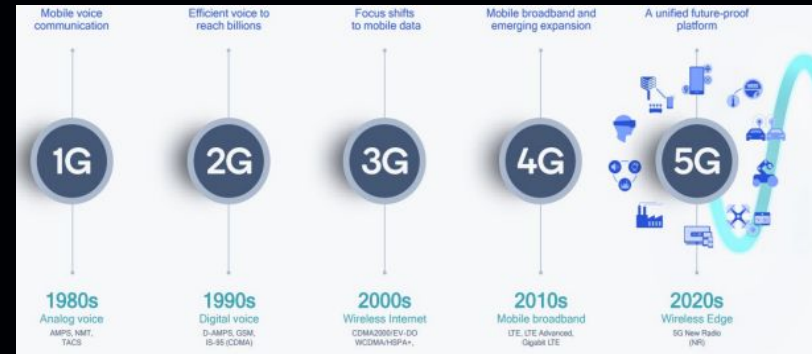 Mobile voice
communication
Efficient voice to
reach billions
Focus shifts
to mobile data
Mobile broadband and
emerging expansion
A unified future-proof
platform
1G
2G
3G
4G
5G
1980s
Analog voice
AMPS, NMT,
TACS
1990s
Digital voice
D-AMPS, GSM,
IS-95 (CDMA)
2000s
Wireless Internet
CDMA2000/EV-DO
WCDMA/HSPA+,
2010s
Mobile broadband
LTE, LTE Advanced,
Gigabit LTE
2020s
Wireless Edge
5G New Radio
(NR)